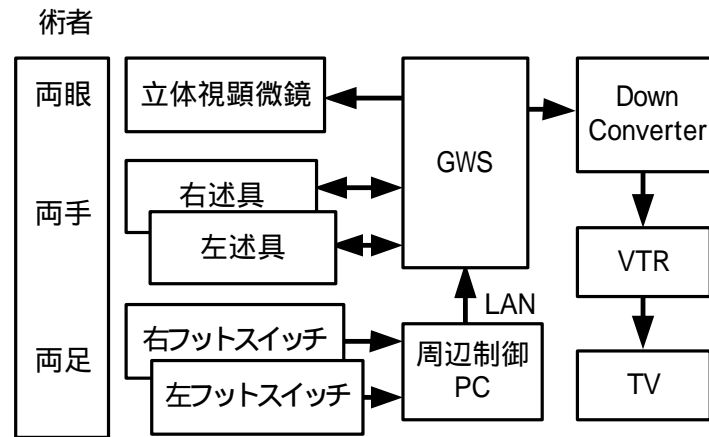 術者
両眼
立体視顕微鏡
GWS
Down
Converter
両手
右述具
左述具
VTR
LAN
両足
右フットスイッチ
左フットスイッチ
周辺制御
PC
TV